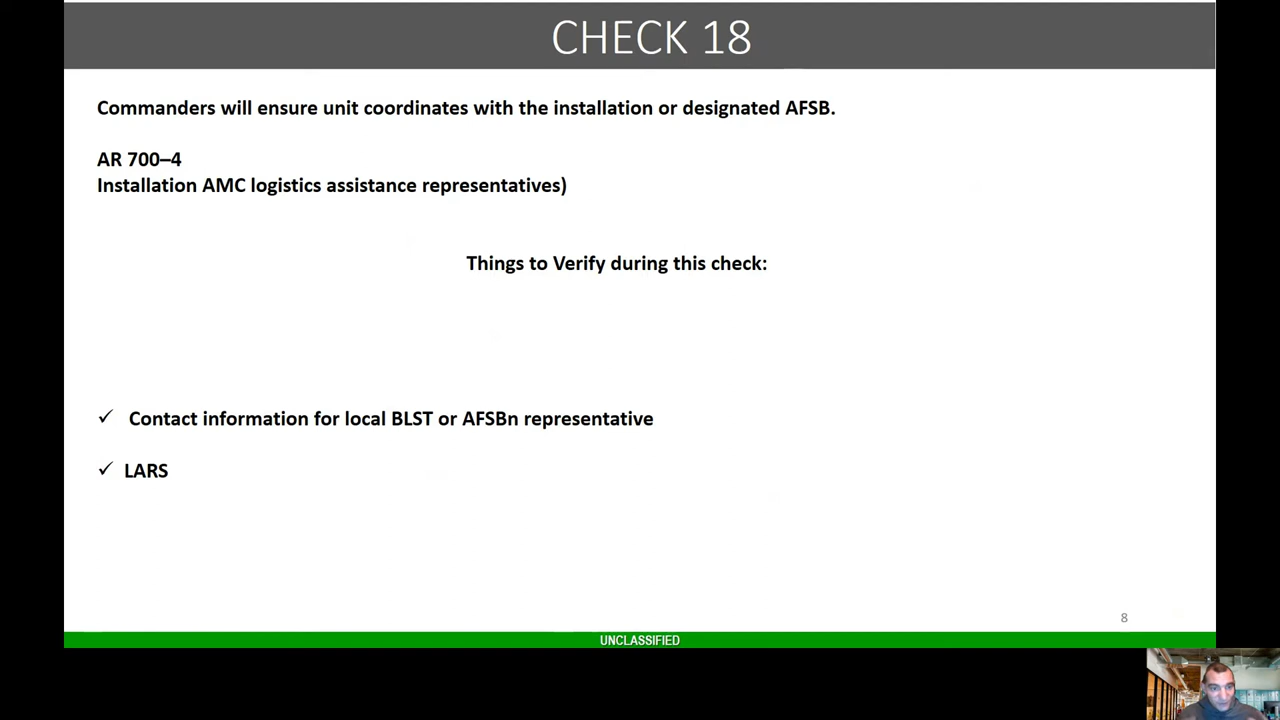 CHECK 18
Commanders will ensure unit coordinates with the installation or designated AFSB.
AR 700–4
Installation AMC logistics assistance representatives)
Things to Verify during this check:
✓ Contact information for local BLST or AFSBn representative
✓ LARS
8
UNCLASSIFIED